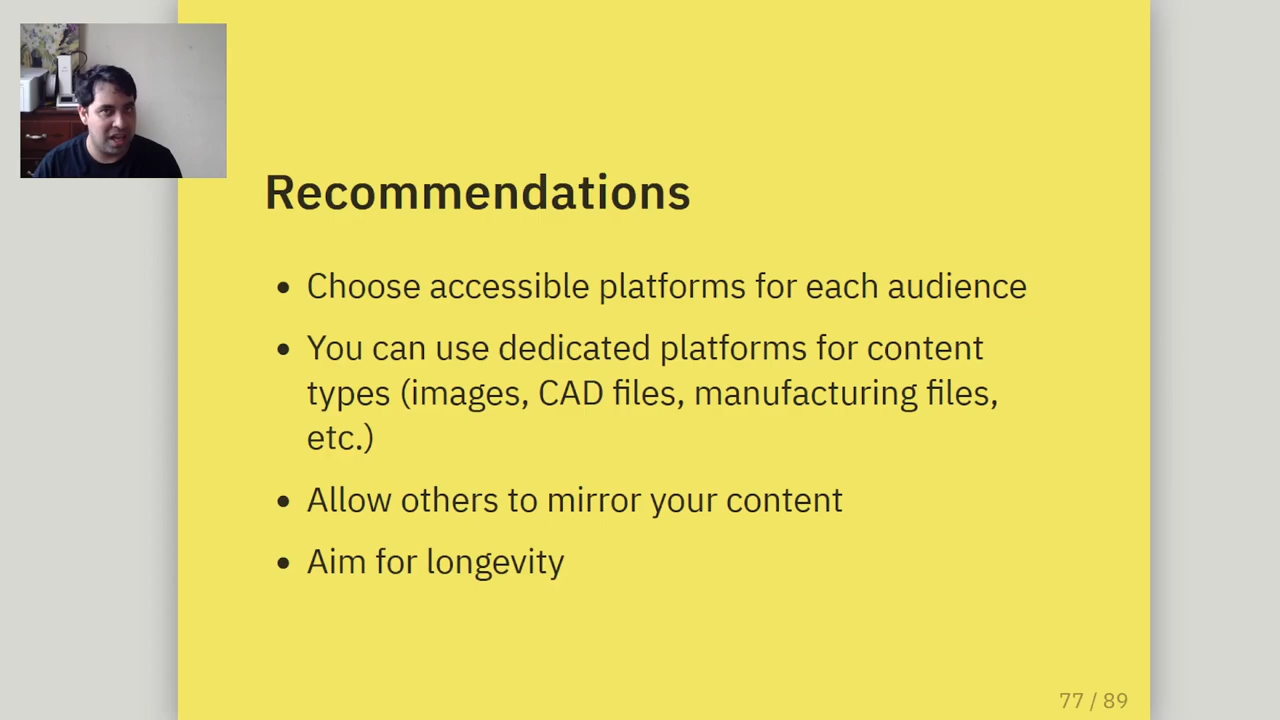 Recommendations
• Choose accessible platforms for each audience
• You can use dedicated platforms for content
types (images, CAD files, manufacturing files,
etc.)
• Allow others to mirror your content
• Aim for longevity
77 / 89